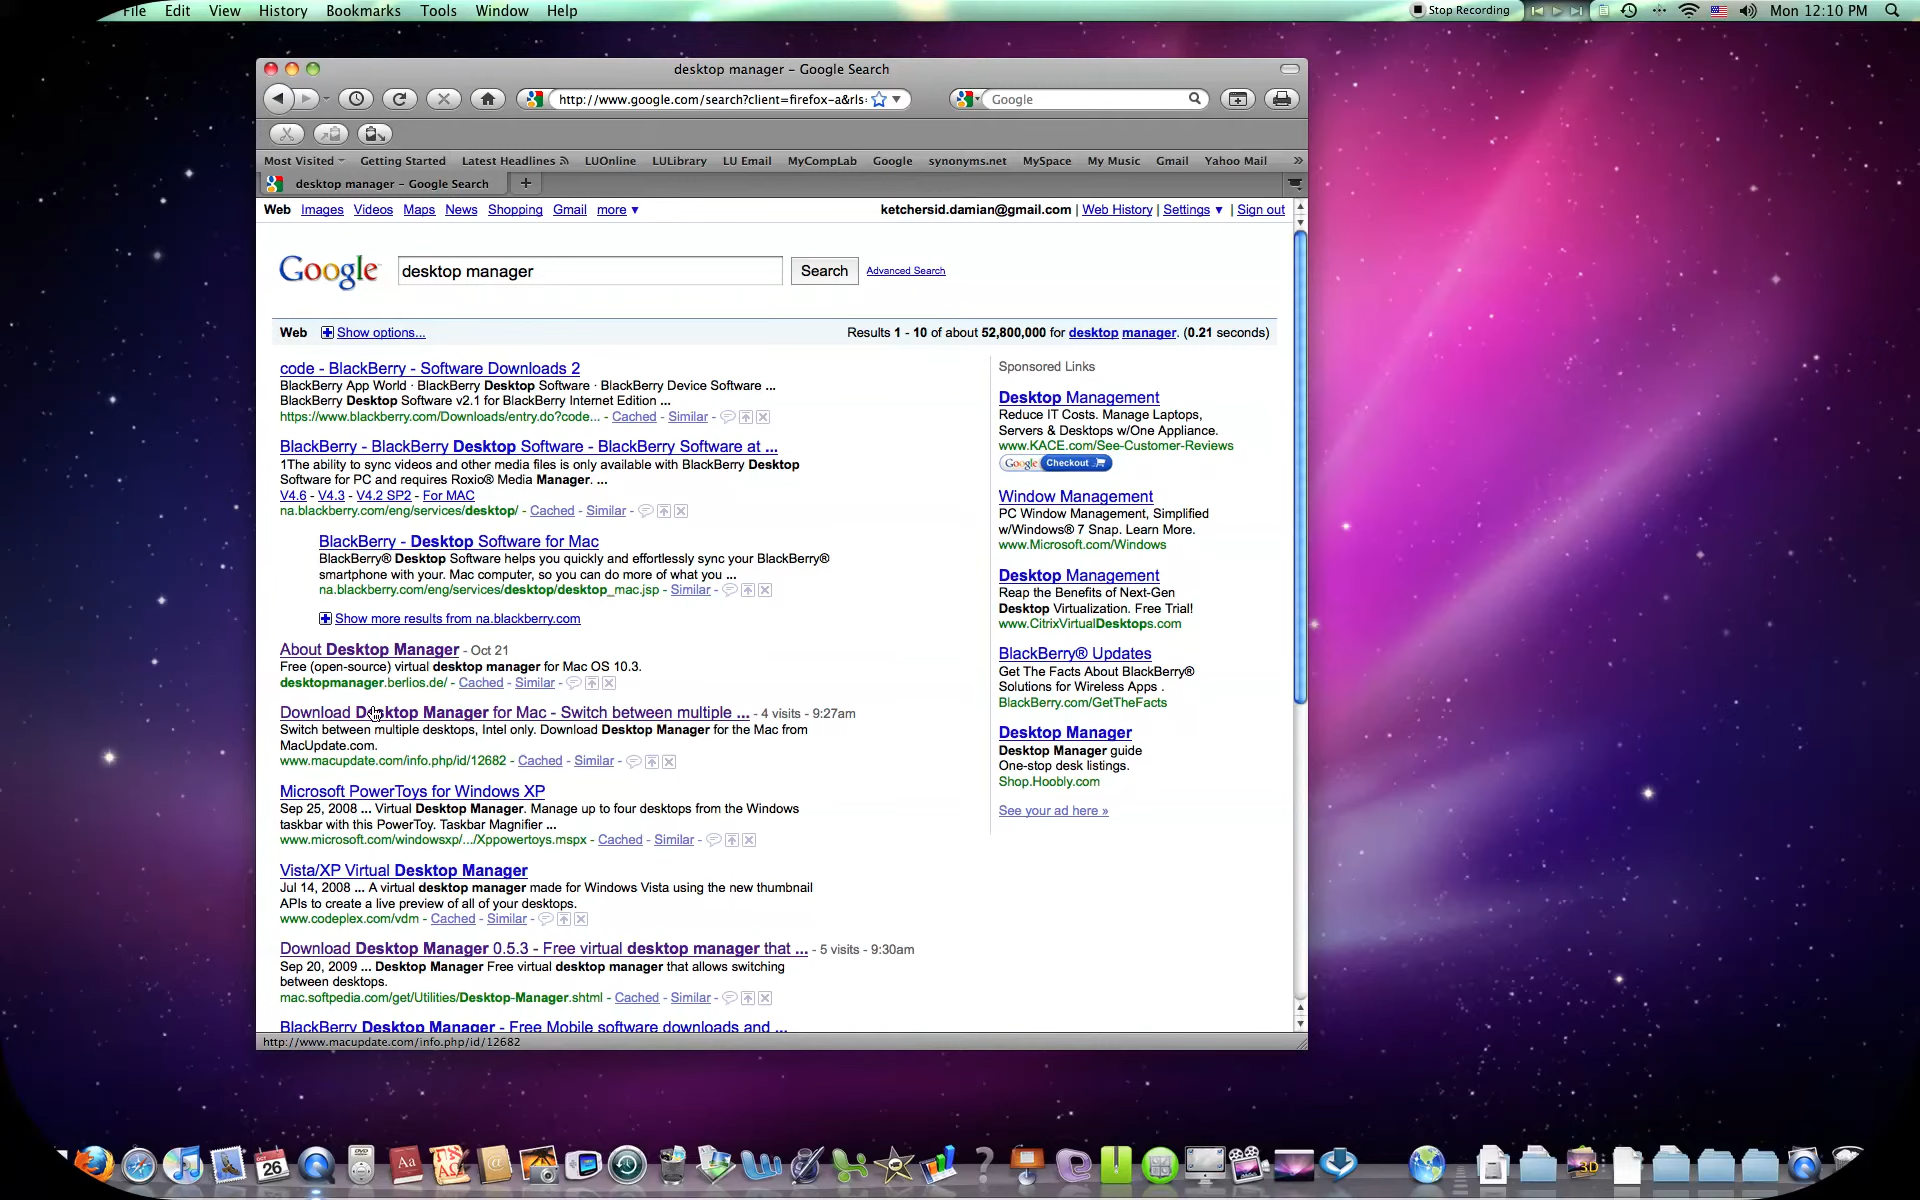 File Edit View History Bookmarks Tools Window Help Stop Recording Mon 12:10 PM
desktop manager – Google Search
http://www.google.com/search?client=firefox-a&rls: Google
Most Visited Getting Started Latest Headlines LUOnline LULibrary LU Email MyCompLab Google synonyms.net MySpace My Music Gmail Yahoo Mail »
desktop manager – Google Search +
Web Images Videos Maps News Shopping Gmail more ▼ ketchersid.damian@gmail.com | Web History | Settings ▼ | Sign out
Google desktop manager Search Advanced Search
Web Show options... Results 1 - 10 of about 52,800,000 for desktop manager. (0.21 seconds)
code - BlackBerry - Software Downloads 2
BlackBerry App World · BlackBerry Desktop Software · BlackBerry Device Software ...
BlackBerry Desktop Software v2.1 for BlackBerry Internet Edition ...
https://www.blackberry.com/Downloads/entry.do?code... - Cached - Similar -
BlackBerry - BlackBerry Desktop Software - BlackBerry Software at ...
1The ability to sync videos and other media files is only available with BlackBerry Desktop
Software for PC and requires Roxio® Media Manager. ...
V4.6 - V4.3 - V4.2 SP2 - For MAC
na.blackberry.com/eng/services/desktop/ - Cached - Similar -
BlackBerry - Desktop Software for Mac
BlackBerry® Desktop Software helps you quickly and effortlessly sync your BlackBerry®
smartphone with your. Mac computer, so you can do more of what you ...
na.blackberry.com/eng/services/desktop/desktop_mac.jsp - Similar -
Show more results from na.blackberry.com
About Desktop Manager - Oct 21
Free (open-source) virtual desktop manager for Mac OS 10.3.
desktopmanager.berlios.de/ - Cached - Similar -
Download Desktop Manager for Mac - Switch between multiple ... - 4 visits - 9:27am
Switch between multiple desktops, Intel only. Download Desktop Manager for the Mac from
MacUpdate.com.
www.macupdate.com/info.php/id/12682 - Cached - Similar -
Microsoft PowerToys for Windows XP
Sep 25, 2008 ... Virtual Desktop Manager. Manage up to four desktops from the Windows
taskbar with this PowerToy. Taskbar Magnifier ...
www.microsoft.com/windowsxp/.../Xppowertoys.mspx - Cached - Similar -
Vista/XP Virtual Desktop Manager
Jul 14, 2008 ... A virtual desktop manager made for Windows Vista using the new thumbnail
APIs to create a live preview of all of your desktops.
www.codeplex.com/vdm - Cached - Similar -
Download Desktop Manager 0.5.3 - Free virtual desktop manager that ... - 5 visits - 9:30am
Sep 20, 2009 ... Desktop Manager Free virtual desktop manager that allows switching
between desktops.
mac.softpedia.com/get/Utilities/Desktop-Manager.shtml - Cached - Similar -
BlackBerry Desktop Manager - Free Mobile software downloads and ...
Sponsored Links
Desktop Management
Reduce IT Costs. Manage Laptops,
Servers & Desktops w/One Appliance.
www.KACE.com/See-Customer-Reviews
Google Checkout
Window Management
PC Window Management, Simplified
w/Windows® 7 Snap. Learn More.
www.Microsoft.com/Windows
Desktop Management
Reap the Benefits of Next-Gen
Desktop Virtualization. Free Trial!
www.CitrixVirtualDesktops.com
BlackBerry® Updates
Get The Facts About BlackBerry®
Solutions for Wireless Apps .
BlackBerry.com/GetTheFacts
Desktop Manager
Desktop Manager guide
One-stop desk listings.
Shop.Hoobly.com
See your ad here »
http://www.macupdate.com/info.php/id/12682
OCT 26 Aa 3D